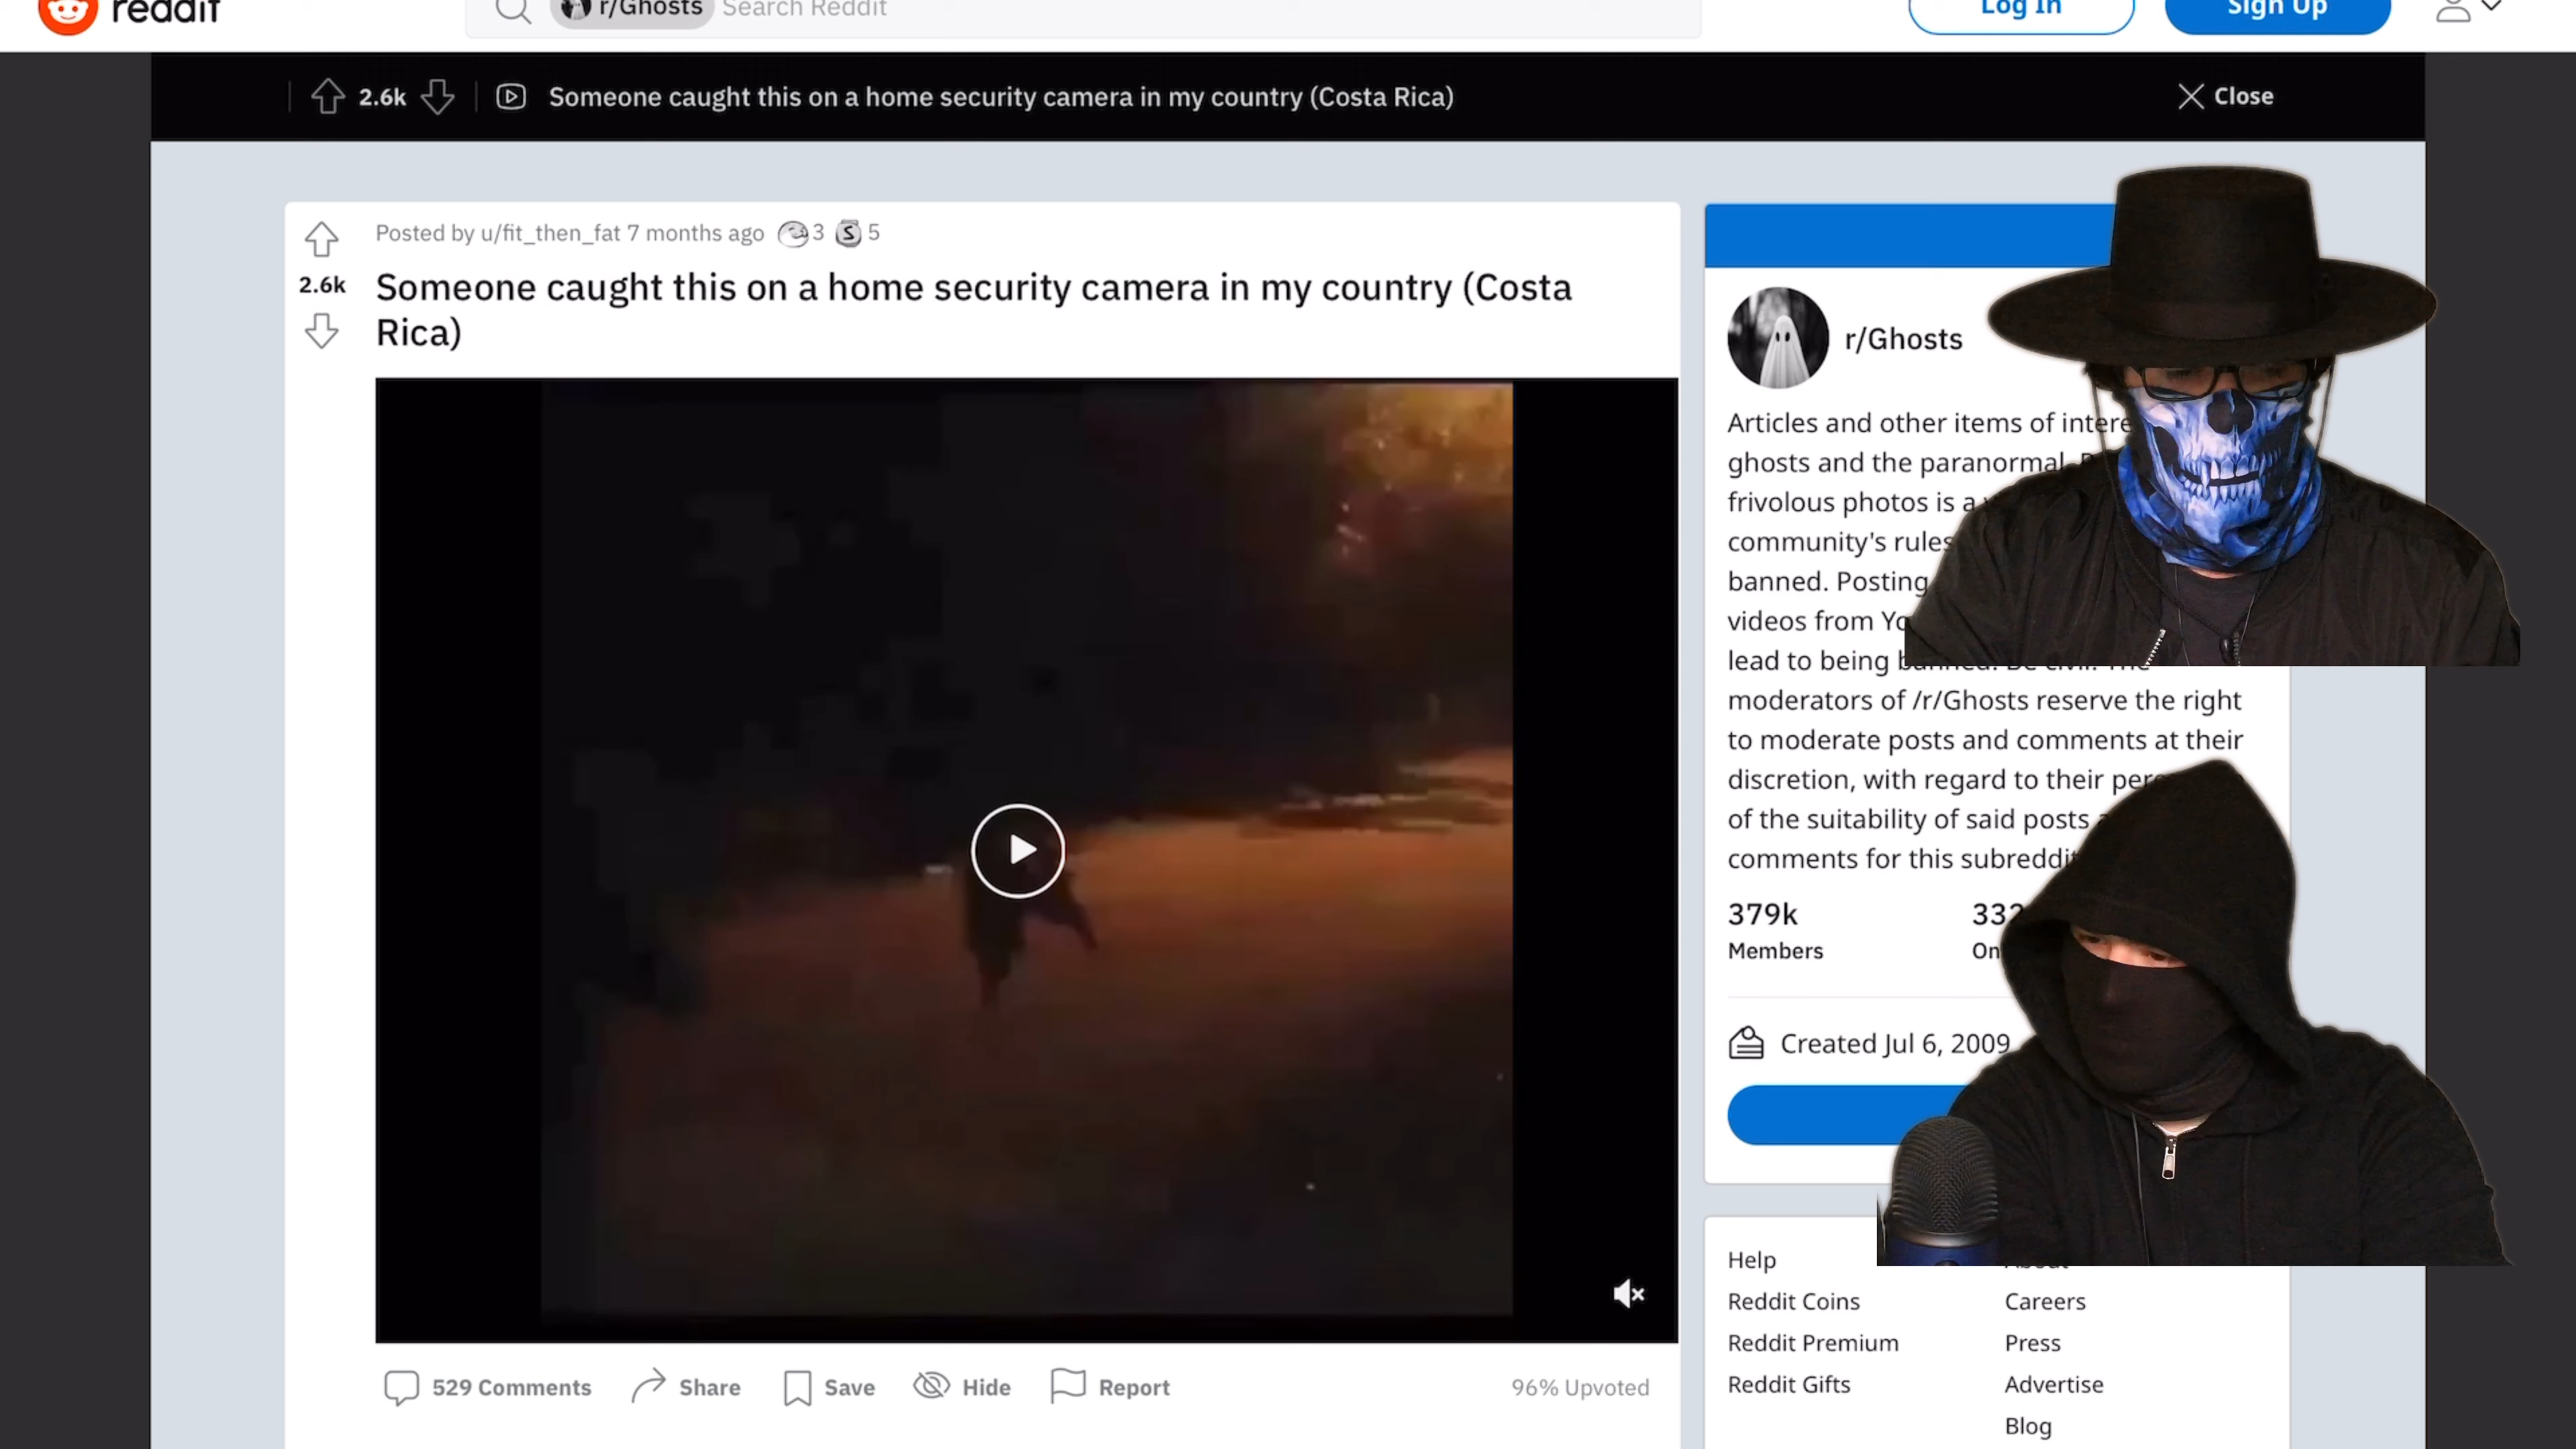 reddit
r/Ghosts Search Reddit
Log In
Sign Up
2.6k
Someone caught this on a home security camera in my country (Costa Rica)
Close
Posted by u/fit_then_fat 7 months ago 3 S 5
2.6k
Someone caught this on a home security camera in my country (Costa
Rica)
529 Comments
Share
Save
Hide
Report
96% Upvoted
r/Ghosts
Articles and other items of
ghosts and the paranormal.
frivolous photos is a
community's rules
banned. Posting
videos from
lead to being banned. Be civil. The
moderators of /r/Ghosts reserve the right
to moderate posts and comments at their
discretion, with regard to their
of the suitability of said posts
comments for this subreddit
379k
Members
Created Jul 6, 2009
Help
About
Reddit Coins
Careers
Reddit Premium
Press
Reddit Gifts
Advertise
Blog